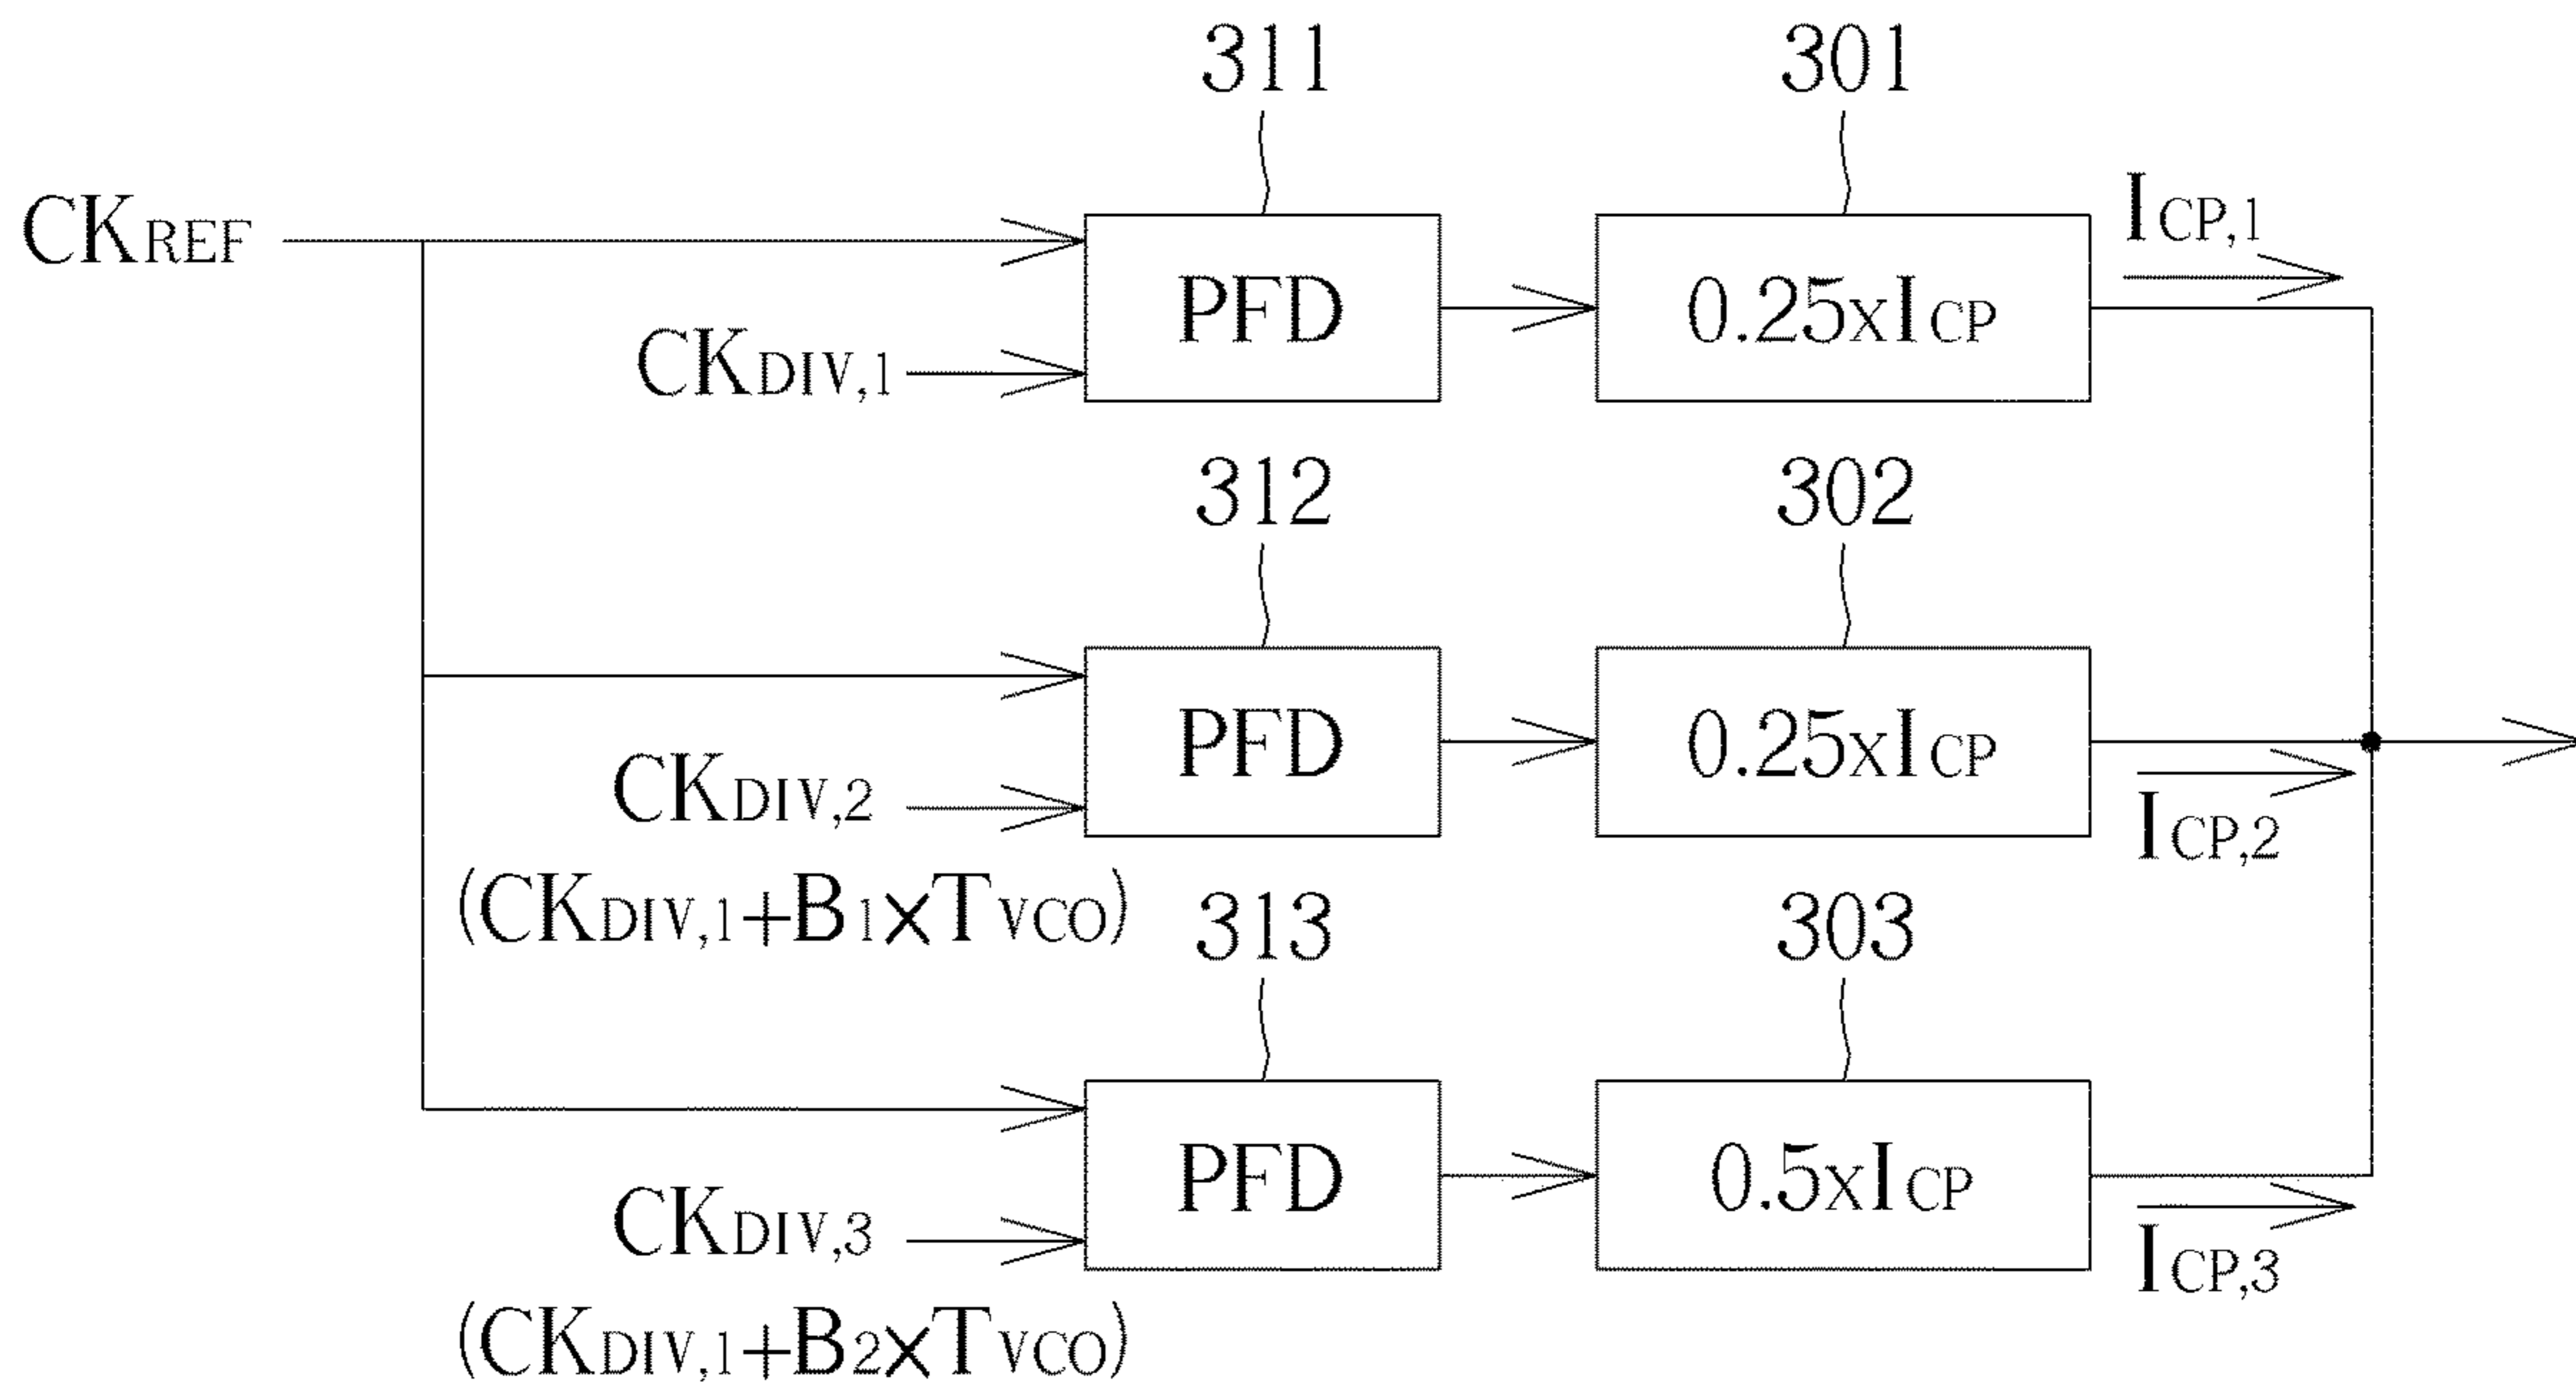 311 301
CKREF
ICP,1
PFD 0.25xICP
CKDIV,1
312 302
PFD 0.25xICP
CKDIV,2
ICP,2
(CKDIV,1+B1×TVCO)
313 303
PFD 0.5xICP
CKDIV,3
ICP,3
(CKDIV,1+B2×TVCO)